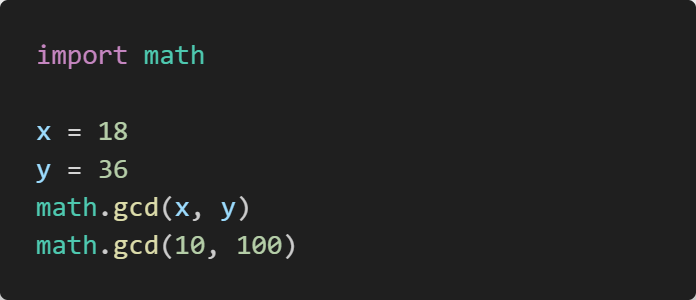 import math
x = 18
y = 36
math.gcd(x, y)
math.gcd(10, 100)